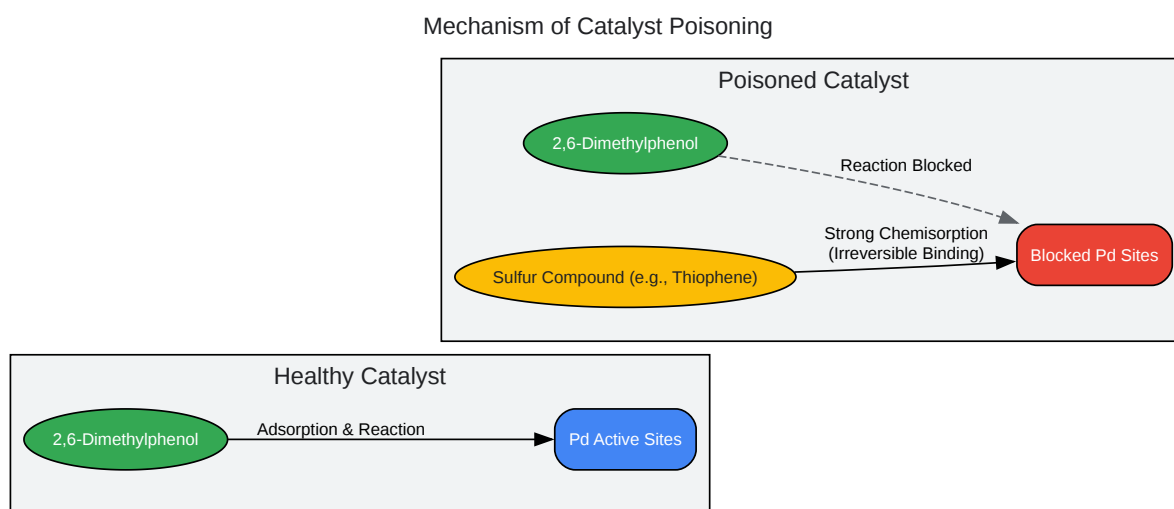 Mechanism of Catalyst Poisoning
Poisoned Catalyst
2,6-Dimethylphenol
Reaction Blocked
Strong Chemisorption
(Irreversible Binding)
Blocked Pd Sites
Sulfur Compound (e.g., Thiophene)
Healthy Catalyst
2,6-Dimethylphenol
Adsorption & Reaction
Pd Active Sites